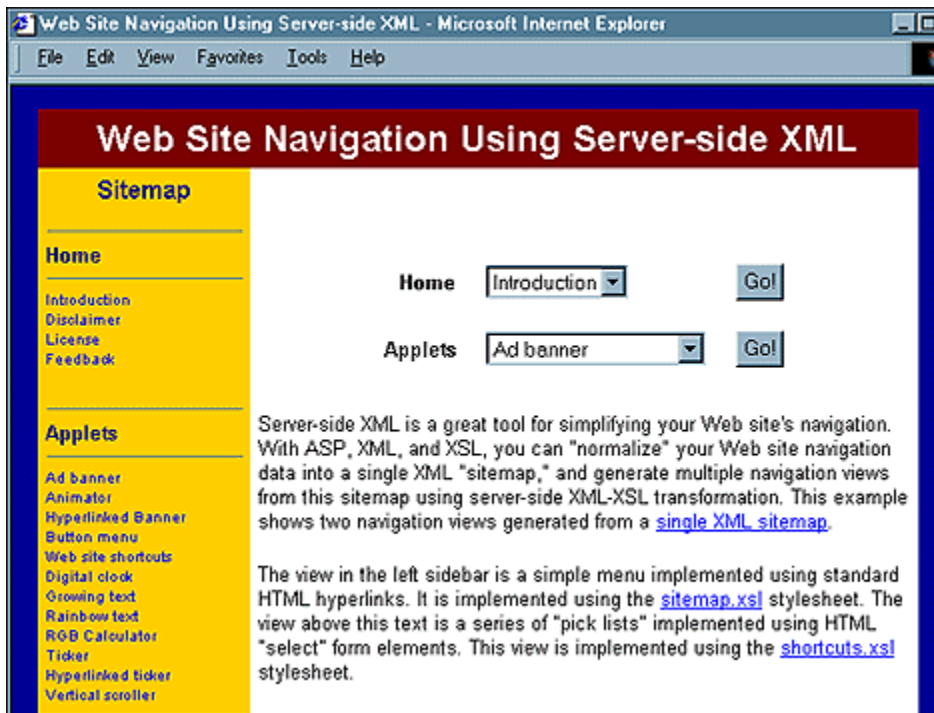 Web Site Navigation Using Server-side XML - Microsoft Internet Explorer
File Edit View Favorites Tools Help
Web Site Navigation Using Server-side XML
Sitemap
Home
Introduction
Disclaimer
License
Feedback
Applets
Ad banner
Animator
Hyperlinked Banner
Button menu
Web site shortcuts
Digital clock
Growing text
Rainbow text
RGB Calculator
Ticker
Hyperlinked ticker
Vertical scroller
Home Introduction Go!
Applets Ad banner Go!
Server-side XML is a great tool for simplifying your Web site's navigation.
With ASP, XML, and XSL, you can "normalize" your Web site navigation
data into a single XML "sitemap," and generate multiple navigation views
from this sitemap using server-side XML-XSL transformation. This example
shows two navigation views generated from a single XML sitemap.
The view in the left sidebar is a simple menu implemented using standard
HTML hyperlinks. It is implemented using the sitemap.xsl stylesheet. The
view above this text is a series of "pick lists" implemented using HTML
"select" form elements. This view is implemented using the shortcuts.xsl
stylesheet.